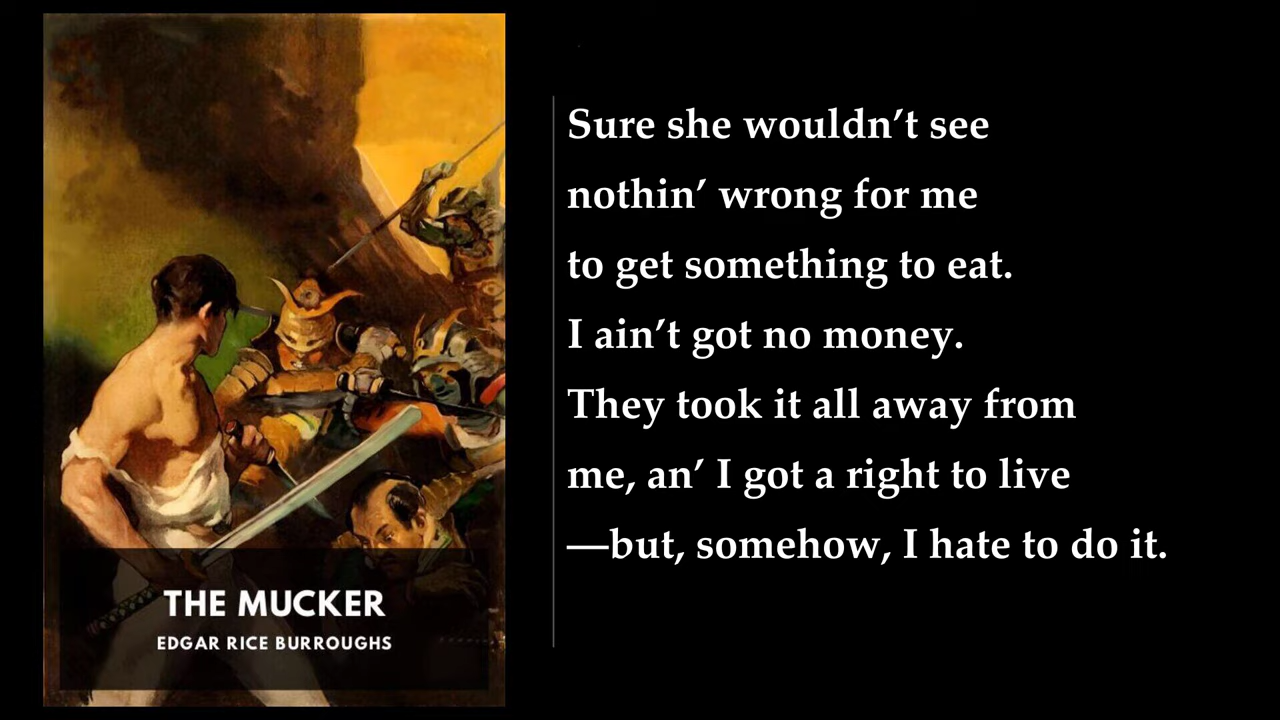 THE MUCKER
EDGAR RICE BURROUGHS
Sure she wouldn’t see
nothin’ wrong for me
to get something to eat.
I ain’t got no money.
They took it all away from
me, an’ I got a right to live
—but, somehow, I hate to do it.